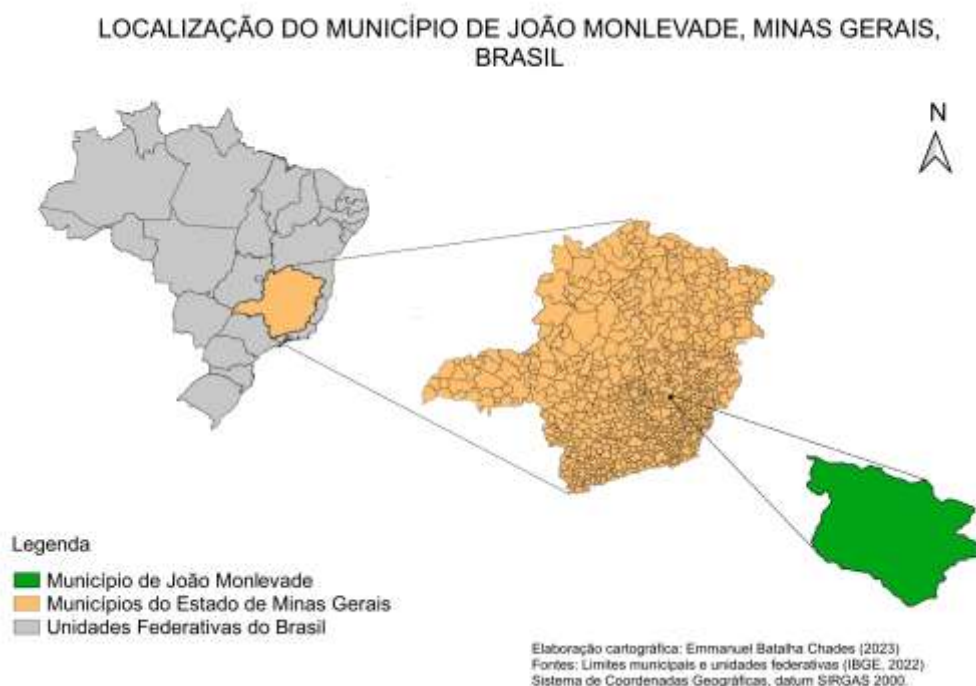 LOCALIZAÇÃO DO MUNICÍPIO DE JOÃO MONLEVADE, MINAS GERAIS,
BRASIL
N
Legenda
Município de João Monlevade
Municípios do Estado de Minas Gerais
Unidades Federativas do Brasil
Elaboração cartográfica: Emmanuel Batalha Chades (2023)
Fontes: Limites municipais e unidades federativas (IBGE, 2022)
Sistema de Coordenadas Geográficas, datum SIRGAS 2000.